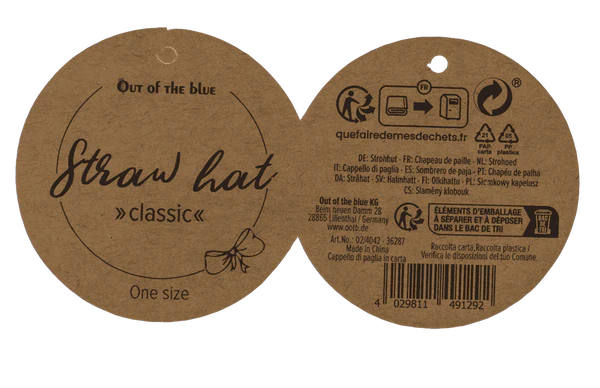 Out of the blue
Straw hat
»classic«
One size
FR
®
quefairedemesdechets.fr
21
PAP
carta
05
PP
plastica
DE: Strohhut - FR: Chapeau de paille - NL: Strohoed
IT: Cappello di paglia - ES: Sombrero de paja - PT: Chapéu de palha
DA: Stråhat - SV: Halmhatt - FI: Olkihattu - PL: Słomkowy kapelusz
CS: Slaměný klobouk
Out of the blue KG
Beim neuen Damm 28
28865 Lilienthal / Germany
www.ootb.de
ÉLÉMENTS D'EMBALLAGE
À SÉPARER ET À DÉPOSER
DANS LE BAC DE TRI
BAC
DE
TRI
Art.No.: 02/4042 · 36287
Made in China
Cappello di paglia in carta
Raccolta carta,Raccolta plastica /
Verifica le disposizioni del tuo Comune.
4 029811 491292